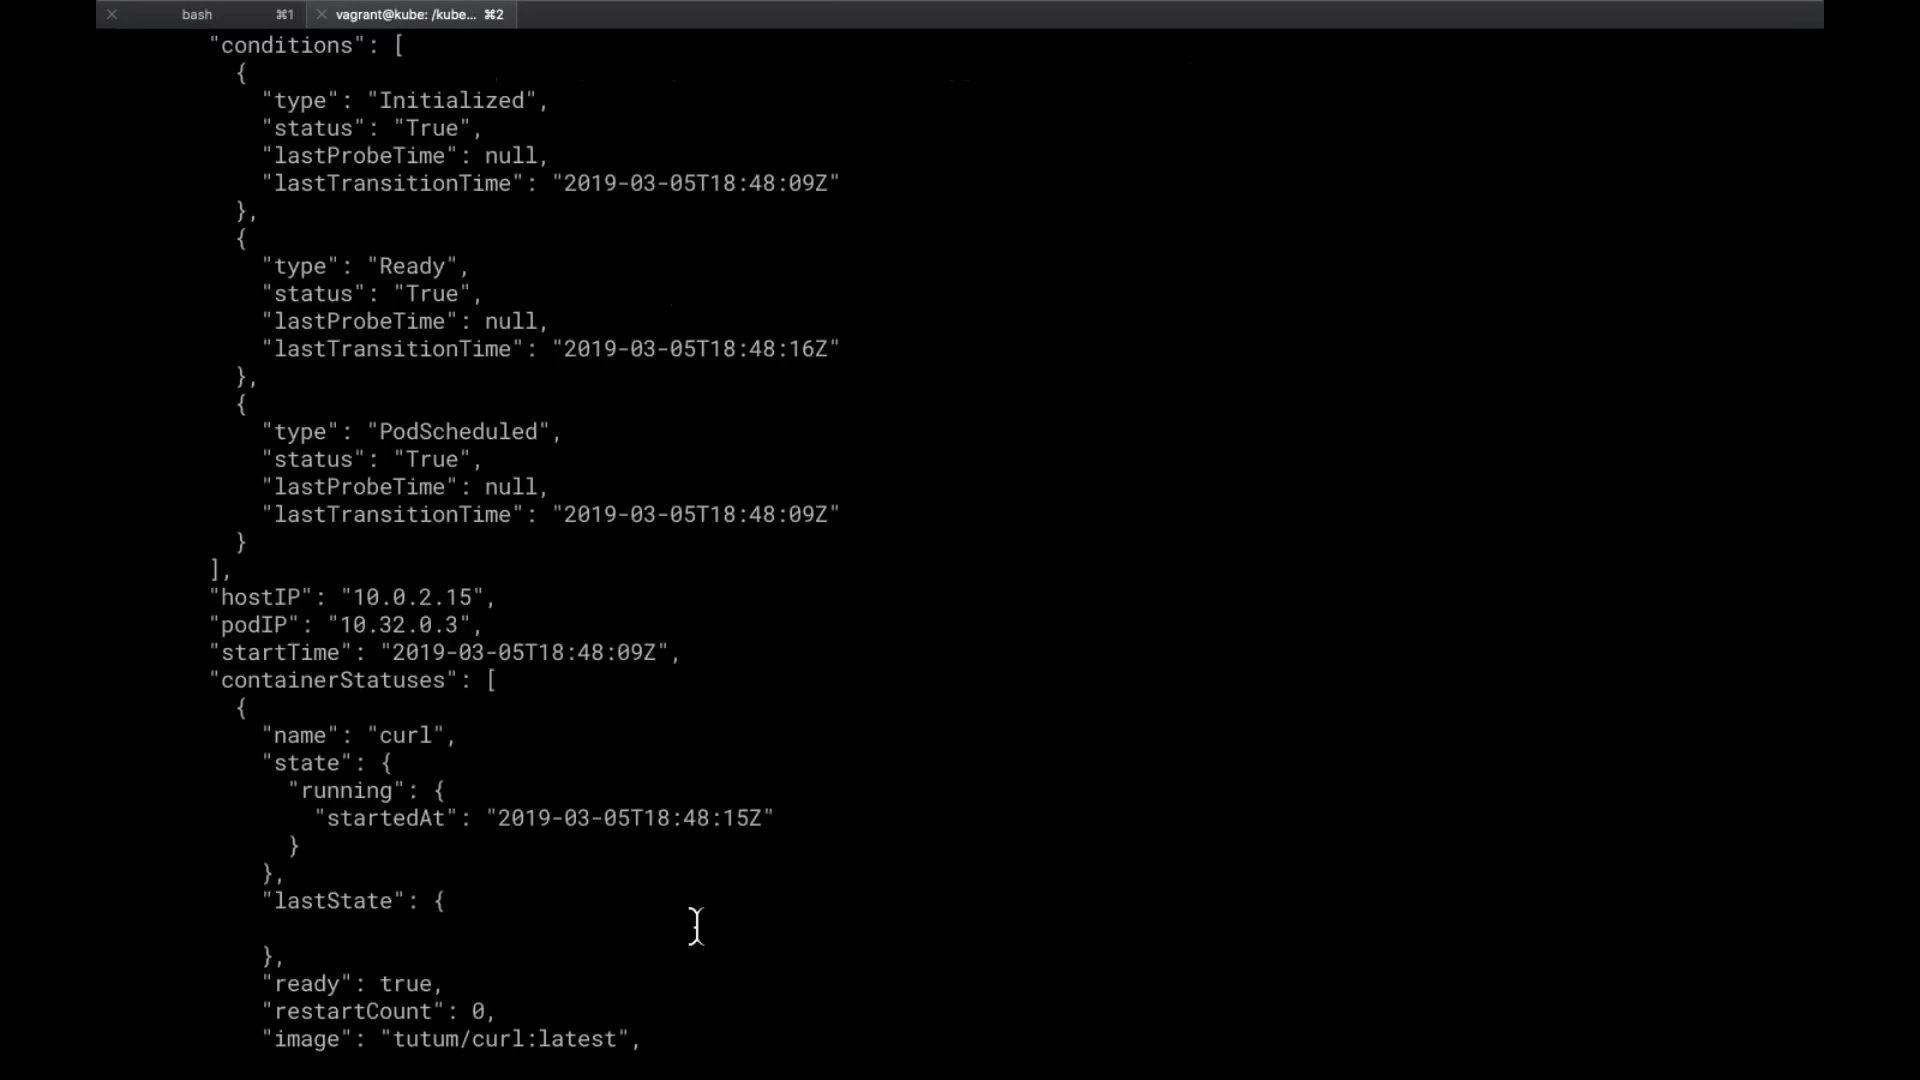 bash ⌘1 vagrant@kube: /kube... ⌘2
"conditions": [
{
"type": "Initialized",
"status": "True",
"lastProbeTime": null,
"lastTransitionTime": "2019-03-05T18:48:09Z"
},
{
"type": "Ready",
"status": "True",
"lastProbeTime": null,
"lastTransitionTime": "2019-03-05T18:48:16Z"
},
{
"type": "PodScheduled",
"status": "True",
"lastProbeTime": null,
"lastTransitionTime": "2019-03-05T18:48:09Z"
}
],
"hostIP": "10.0.2.15",
"podIP": "10.32.0.3",
"startTime": "2019-03-05T18:48:09Z",
"containerStatuses": [
{
"name": "curl",
"state": {
"running": {
"startedAt": "2019-03-05T18:48:15Z"
}
},
"lastState": {
},
"ready": true,
"restartCount": 0,
"image": "tutum/curl:latest",